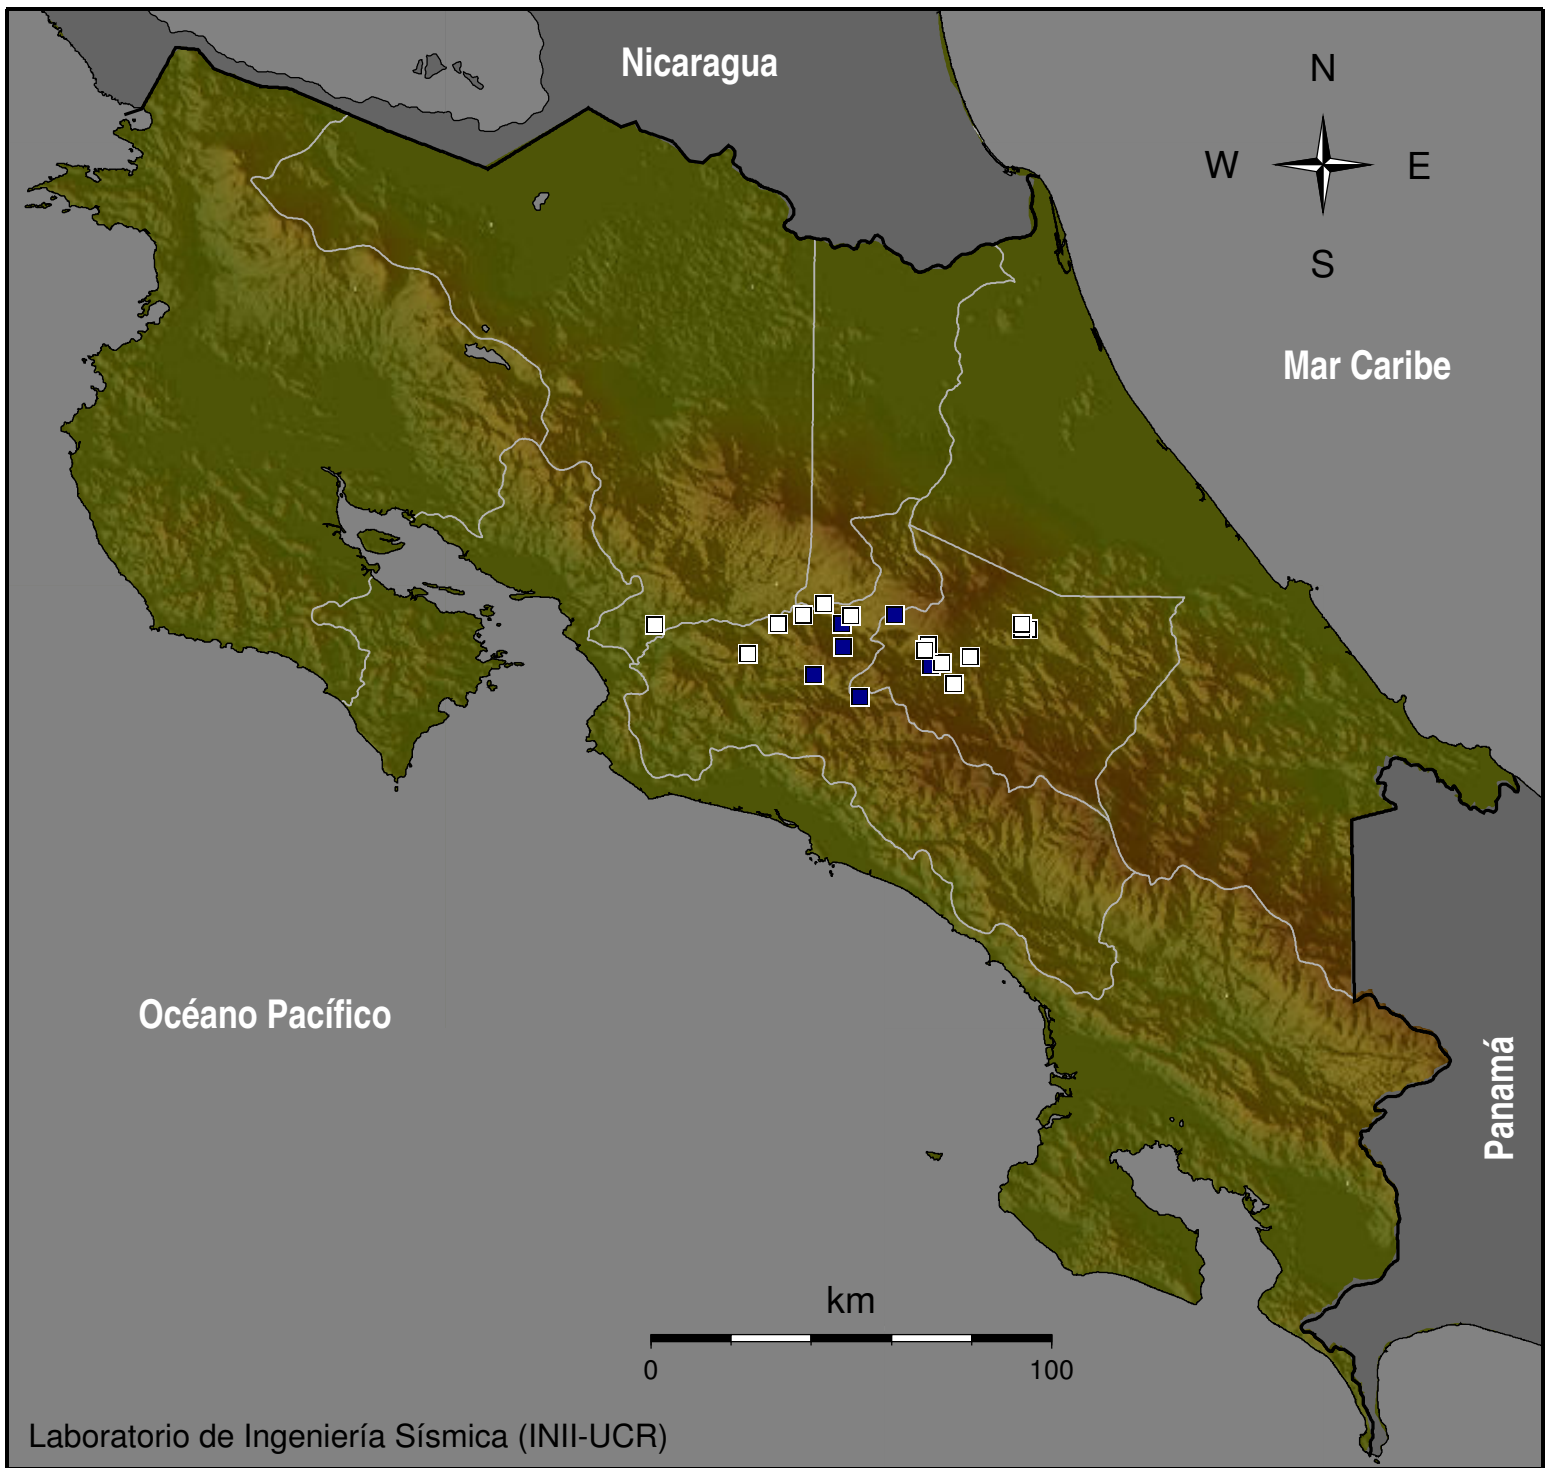 Nicaragua
N
W
E
S
Mar Caribe
Océano Pacífico
Panamá
km
0
100
Laboratorio de Ingeniería Sísmica (INII-UCR)